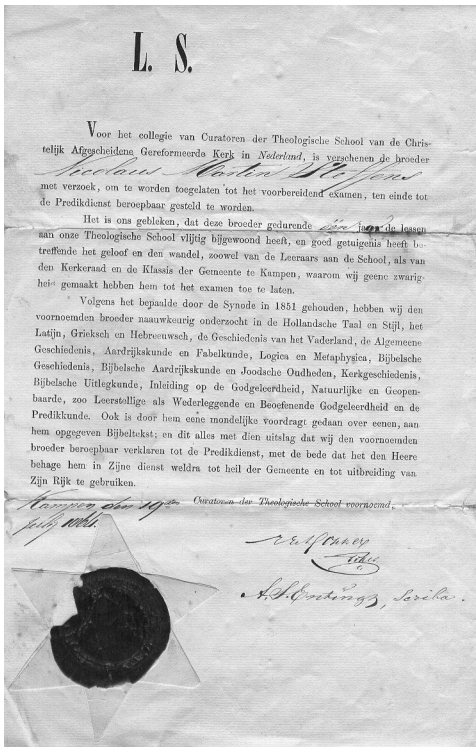 L. S.
Voor het collegie van Curatoren der Theologische School van de Chris-
telijk Afgescheidene Gereformeerde Kerk in Nederland, is verschenen de broeder
Nicolaus Martin Steffens
met verzoek, om te worden toegelaten tot het voorbereidend examen, ten einde tot
de Predikdienst beroepbaar gesteld te worden.
Het is ons gebleken, dat deze broeder gedurende één jaar de lessen
aan onze Theologische School vlijtig bijgewoond heeft, en goed getuigenis heeft be-
treffende het geloof en den wandel, zoowel van de Leeraars aan de School, als van
den Kerkeraad en de Klassis der Gemeente te Kampen, waarom wij geene zwarig-
heid gemaakt hebben hem tot het examen toe te laten.
Volgens het bepaalde door de Synode in 1851 gehouden, hebben wij den
voornoemden broeder naauwkeurig onderzocht in de Hollandsche Taal en Stijl, het
Latijn, Grieksch en Hebreeuwsch, de Geschiedenis van het Vaderland, de Algemeene
Geschiedenis, Aardrijkskunde en Fabelkunde, Logica en Metaphysica, Bijbelsche
Geschiedenis, Bijbelsche Aardrijkskunde en Joodsche Oudheden, Kerkgeschiedenis,
Bijbelsche Uitlegkunde, Inleiding op de Godgeleerdheid, Natuurlijke en Geopen-
baarde, zoo Leerstellige als Wederleggende en Beoefenende Godgeleerdheid en de
Predikkunde. Ook is door hem eene mondelijke voordragt gedaan over eenen, aan
hem opgegeven Bijbeltekst; en dit alles met dien uitslag dat wij den voornoemden
broeder beroepbaar verklaren tot de Predikdienst, met de bede dat het den Heere
behage hem in Zijne dienst weldra tot heil der Gemeente en tot uitbreiding van
Zijn Rijk te gebruiken.
Kampen den 19den Curatoren der Theologische School voornoemd,
July
A. S. Entingh, Scriba.